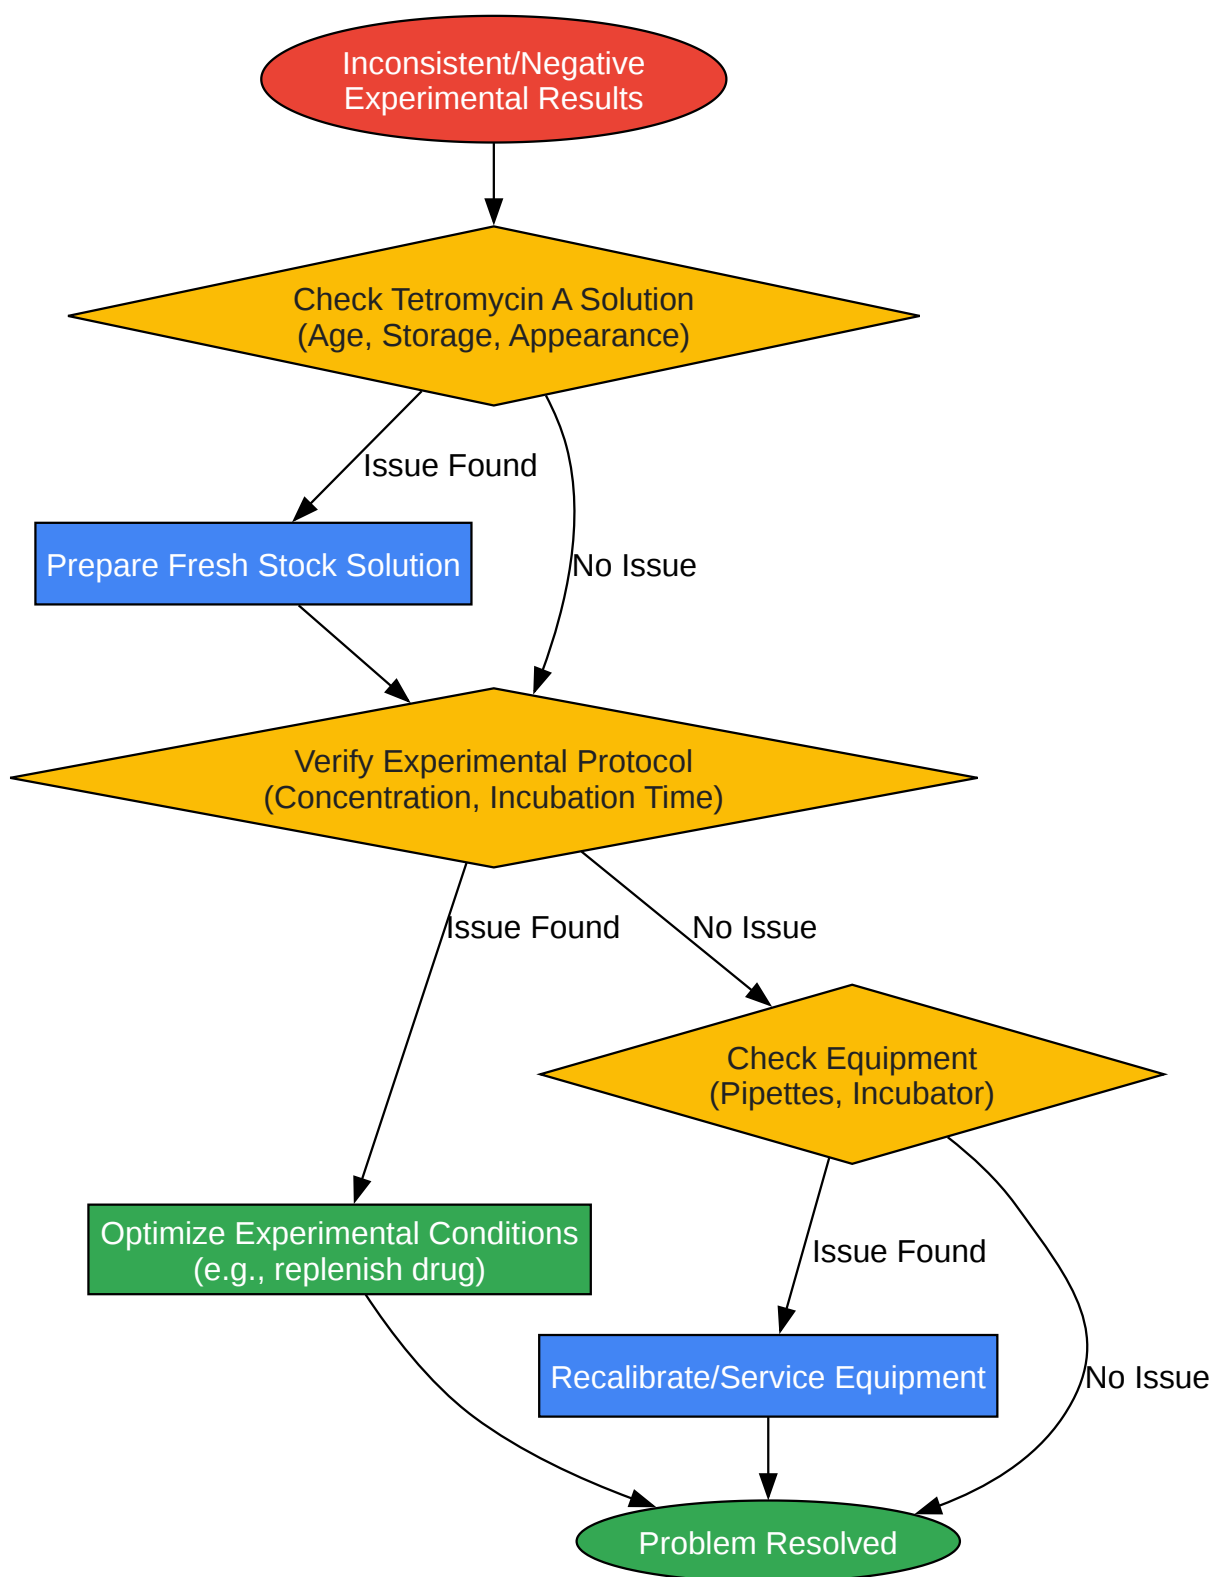 Inconsistent/Negative
Experimental Results
Check Tetromycin A Solution
(Age, Storage, Appearance)
Issue Found
Prepare Fresh Stock Solution
No Issue
Verify Experimental Protocol
(Concentration, Incubation Time)
Issue Found
No Issue
Check Equipment
(Pipettes, Incubator)
Optimize Experimental Conditions
(e.g., replenish drug)
Issue Found
Recalibrate/Service Equipment
No Issue
Problem Resolved